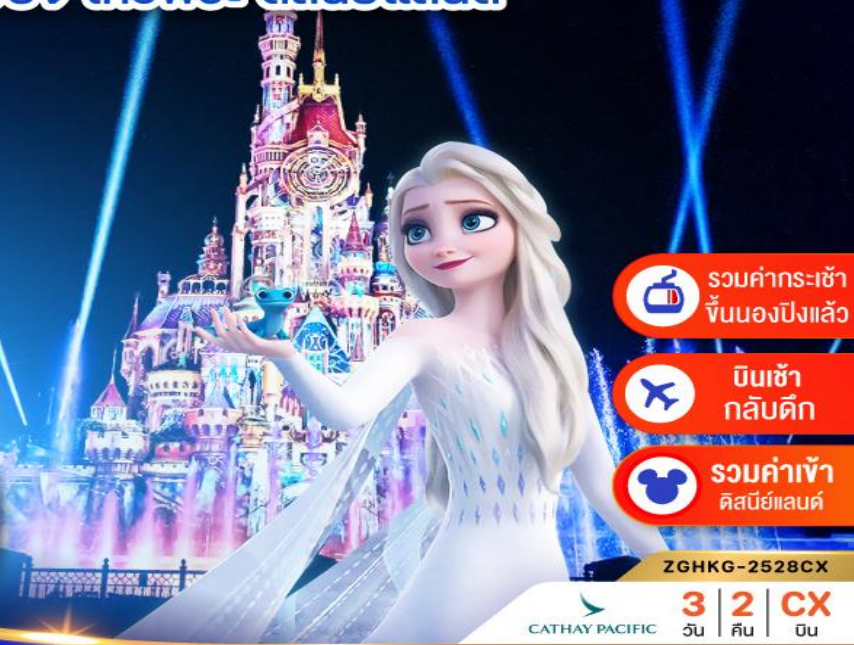 รวมค่ากระเช้า
ขึ้นนองปิงแล้ว
บินเช้า
กลับดึก
รวมค่าเข้า
ดิสนีย์แลนด์
ZGHKG-2528CX
CATHAY PACIFIC
3 วัน | 2 คืน | CX บิน